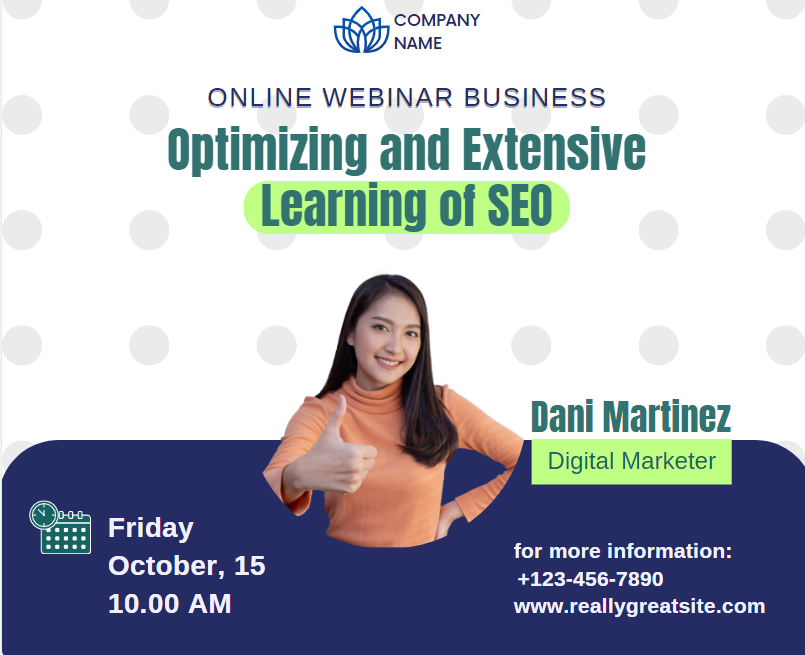 COMPANY
NAME
ONLINE WEBINAR BUSINESS
Optimizing and Extensive
Learning of SEO
Dani Martinez
Digital Marketer
Friday
October, 15
10.00 AM
for more information:
+123-456-7890
www.reallygreatsite.com